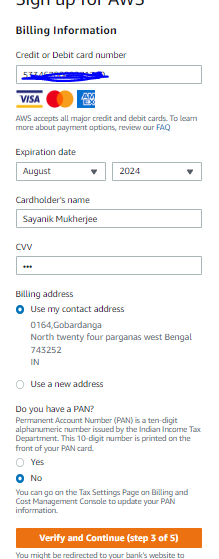 Sign up for AWS
Billing Information
Credit or Debit card number
VISA
AM
EX
AWS accepts all major credit and debit cards. To learn
more about payment options, review our FAQ
Expiration date
August
2024
Cardholder's name
Sayanik Mukherjee
CVV
•••
Billing address
Use my contact address
0164,Gobardanga
North twenty four parganas west Bengal
743252
IN
Use a new address
Do you have a PAN?
Permanent Account Number (PAN) is a ten-digit
alphanumeric number issued by the Indian Income Tax
Department. This 10-digit number is printed on the
front of your PAN card.
Yes
No
You can go on the Tax Settings Page on Billing and
Cost Management Console to update your PAN
information.
Verify and Continue (step 3 of 5)
You might be redirected to your bank's website to